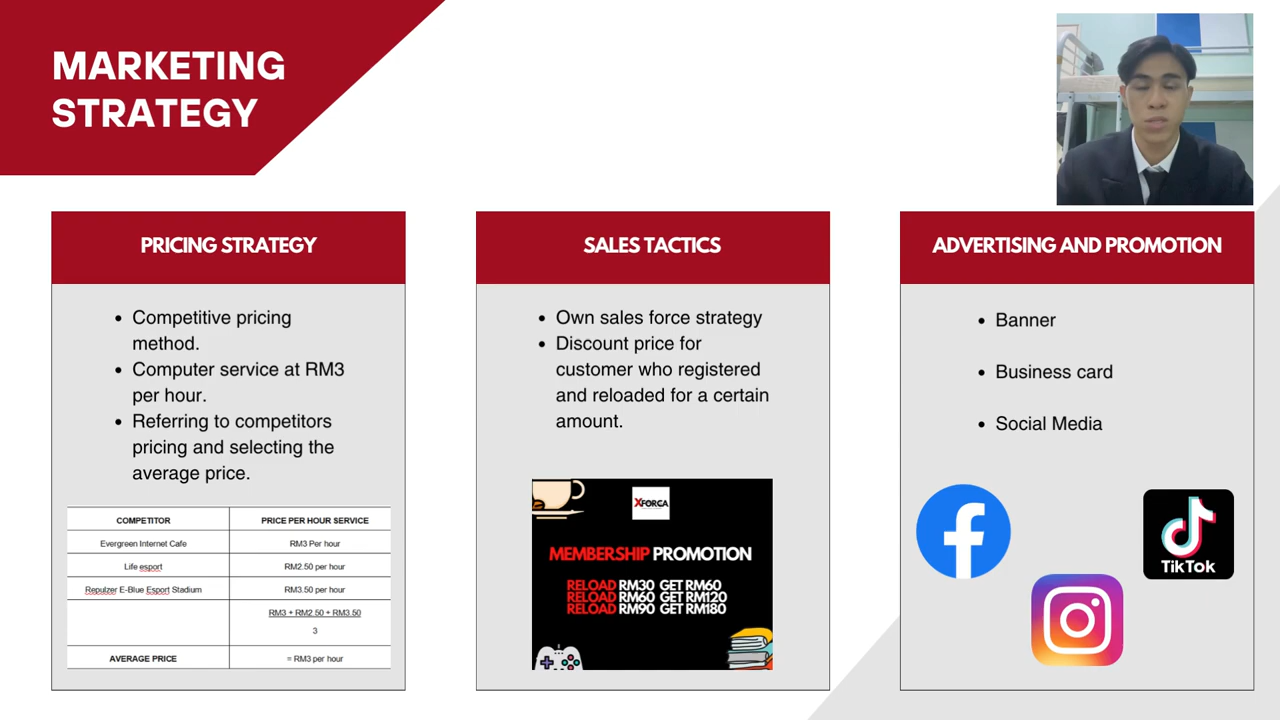 MARKETING
STRATEGY
PRICING STRATEGY
Competitive pricing
method.
Computer service at RM3
per hour.
Referring to competitors
pricing and selecting the
average price.
COMPETITOR PRICE PER HOUR SERVICE
Evergreen Internet Cafe RM3 Per hour
Life esport RM2.50 per hour
Repulzer E-Blue Esport Stadium RM3.50 per hour
RM3 + RM2.50 + RM3.50
3
AVERAGE PRICE = RM3 per hour
SALES TACTICS
Own sales force strategy
Discount price for
customer who registered
and reloaded for a certain
amount.
XFORCA
MEMBERSHIP PROMOTION
RELOAD RM30 GET RM60
RELOAD RM60 GET RM120
RELOAD RM90 GET RM180
ADVERTISING AND PROMOTION
Banner
Business card
Social Media
TikTok